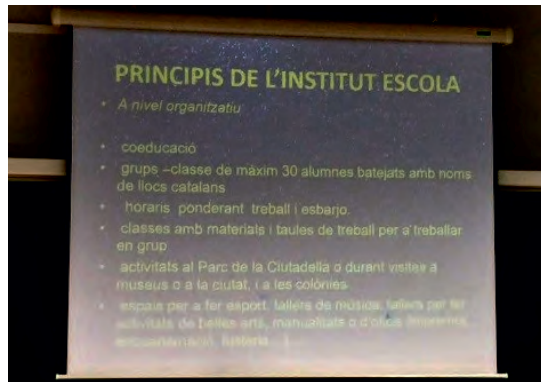 PRINCIPIS DE L'INSTITUT ESCOLA
• A nivel organitzatiu
• coeducació
• grups –classe de màxim 30 alumnes batejats amb noms
de llocs catalans
• horaris ponderant treball i esbarjo.
• classes amb materials i taules de treball per a treballar
en grup
• activitats al Parc de la Ciutadella o durant visites a
museus o a la ciutat, i a les colònies
• espais per a fer esport, tallers de música, tallers per fer
activitats de belles arts, manualitats o d'oficis (impremta,
enquadernació, fusteria